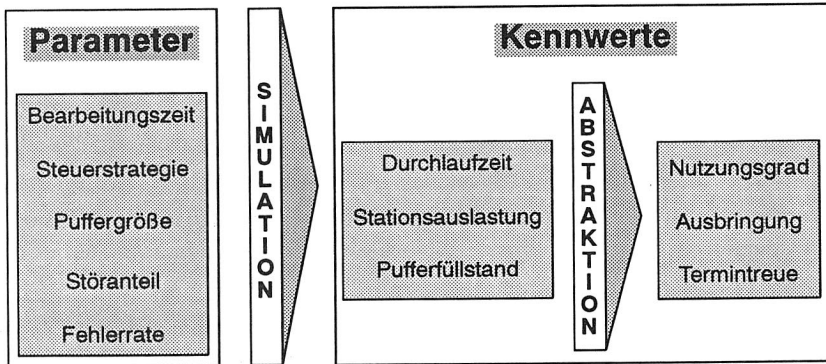 Parameter
Bearbeitungszeit
Steuerstrategie
Puffergröße
Störanteil
Fehlerrate
SIMULATION
Kennwerte
Durchlaufzeit
Stationsauslastung
Pufferfüllstand
ABSTRAKTION
Nutzungsgrad
Ausbringung
Termintreue